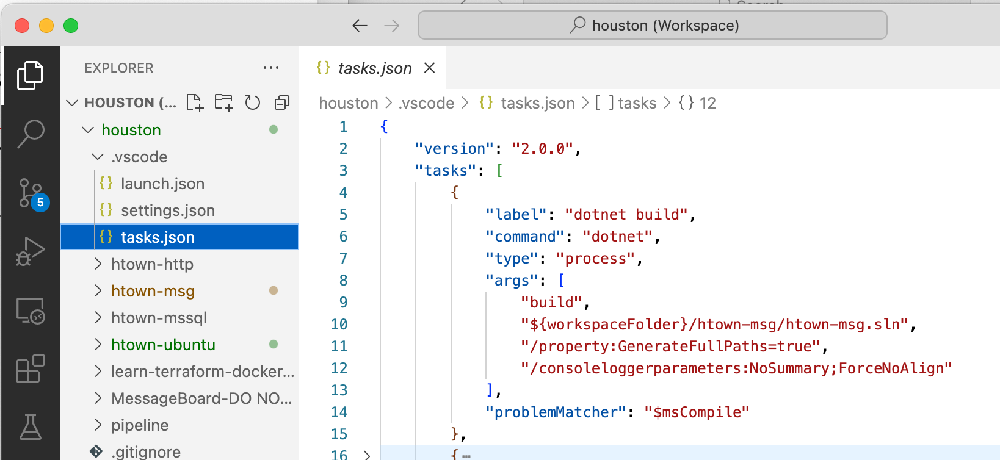 houston (Workspace)
EXPLORER
HOUSTON (...
houston
.vscode
launch.json
settings.json
tasks.json
htown-http
htown-msg
htown-mssql
htown-ubuntu
learn-terraform-docker...
MessageBoard-DO NO...
pipeline
.gitignore
5
{} tasks.json
houston > .vscode > {} tasks.json > [ ] tasks > {} 12
1 {
2 "version": "2.0.0",
3 "tasks": [
4 {
5 "label": "dotnet build",
6 "command": "dotnet",
7 "type": "process",
8 "args": [
9 "build",
10 "${workspaceFolder}/htown-msg/htown-msg.sln",
11 "/property:GenerateFullPaths=true",
12 "/consoleloggerparameters:NoSummary;ForceNoAlign"
13 ],
14 "problemMatcher": "$msCompile"
15 },
16 > {…